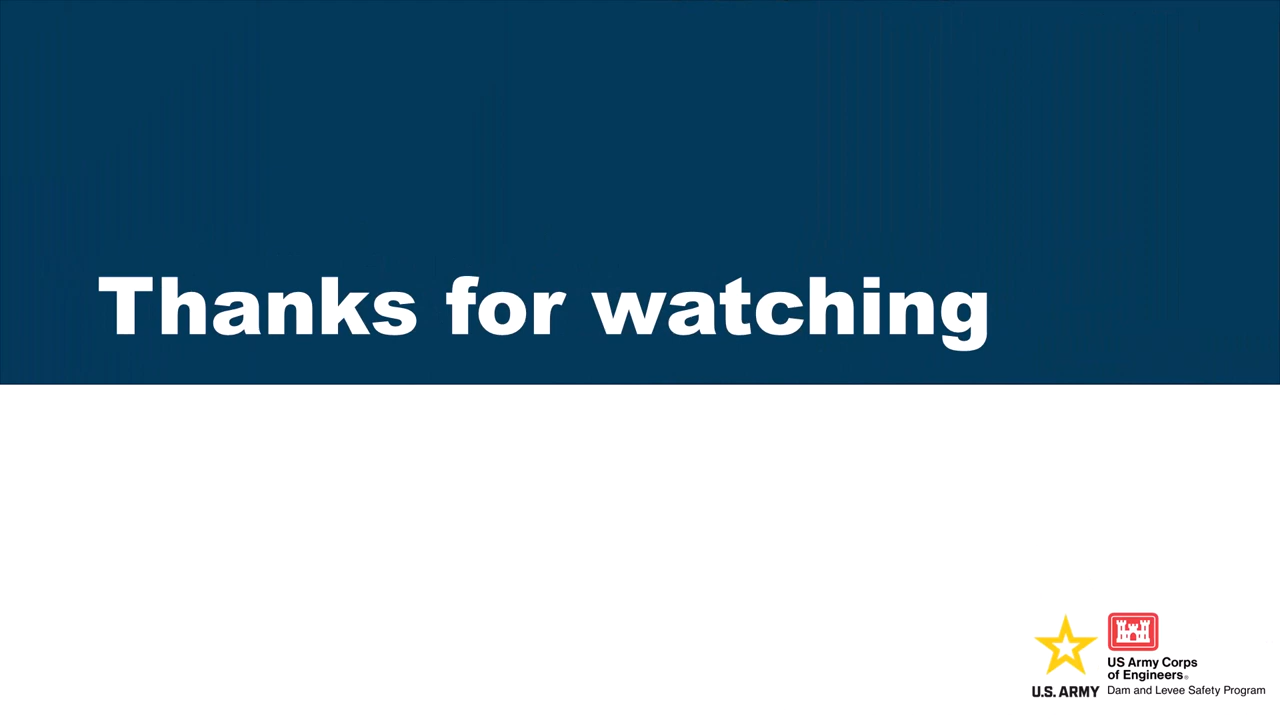 Thanks for watching
U.S. ARMY
US Army Corps
of Engineers®
Dam and Levee Safety Program